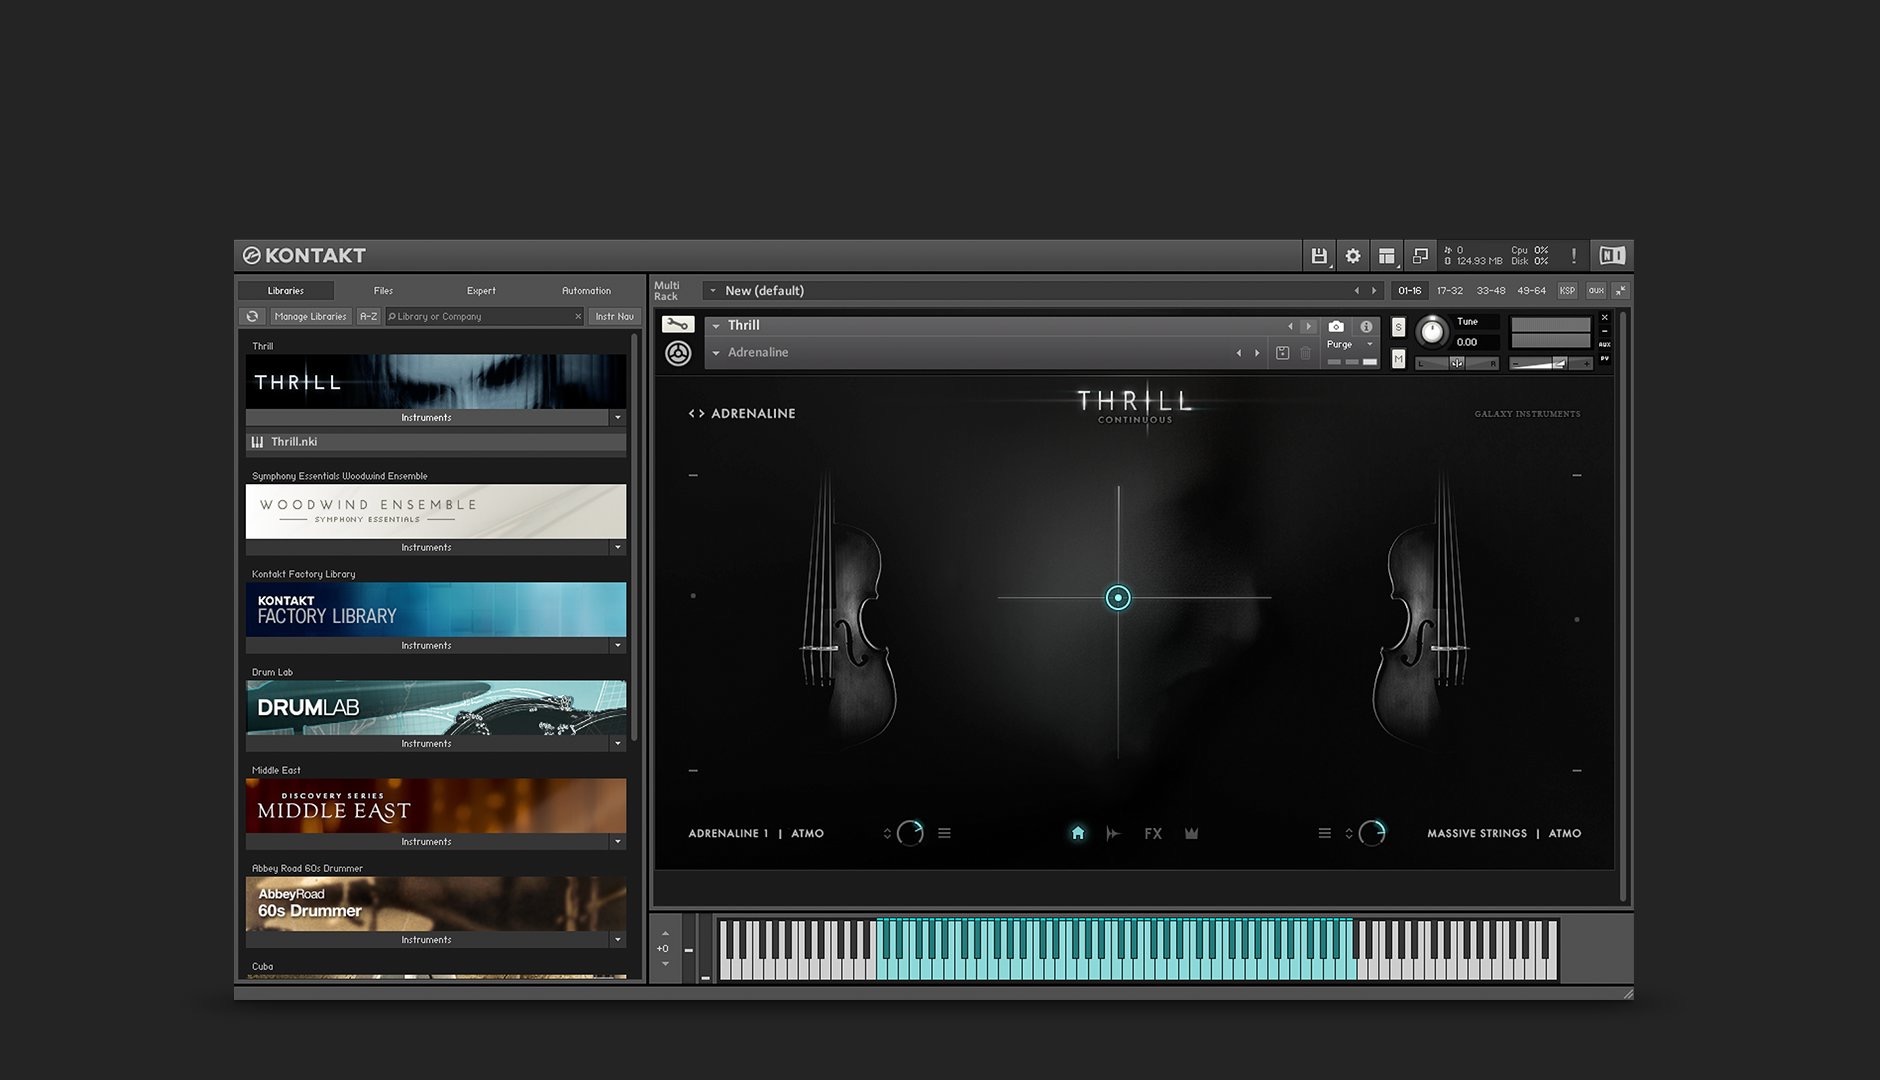 KONTAKT
0
124.93 MB
Cpu 0%
Disk 0%
!
NI
Libraries Files Expert Automation
Manage Libraries A-Z Library or Company × Instr Nav
Thrill
THRILL
Instruments
Thrill.nki
Symphony Essentials Woodwind Ensemble
WOODWIND ENSEMBLE
SYMPHONY ESSENTIALS
Instruments
Kontakt Factory Library
KONTAKT
FACTORY LIBRARY
Instruments
Drum Lab
DRUMLAB
Instruments
Middle East
DISCOVERY SERIES
MIDDLE EAST
Instruments
Abbey Road 60s Drummer
AbbeyRoad
60s Drummer
Instruments
Cuba
Multi
Rack
New (default)
01-16 17-32 33-48 49-64 KSP aux
Thrill
Adrenaline
Purge
S
M
Tune
0.00
L R
- +
AUX
PV
< > ADRENALINE
THRILL
CONTINUOUS
GALAXY INSTRUMENTS
ADRENALINE 1 | ATMO
FX
MASSIVE STRINGS | ATMO
+0